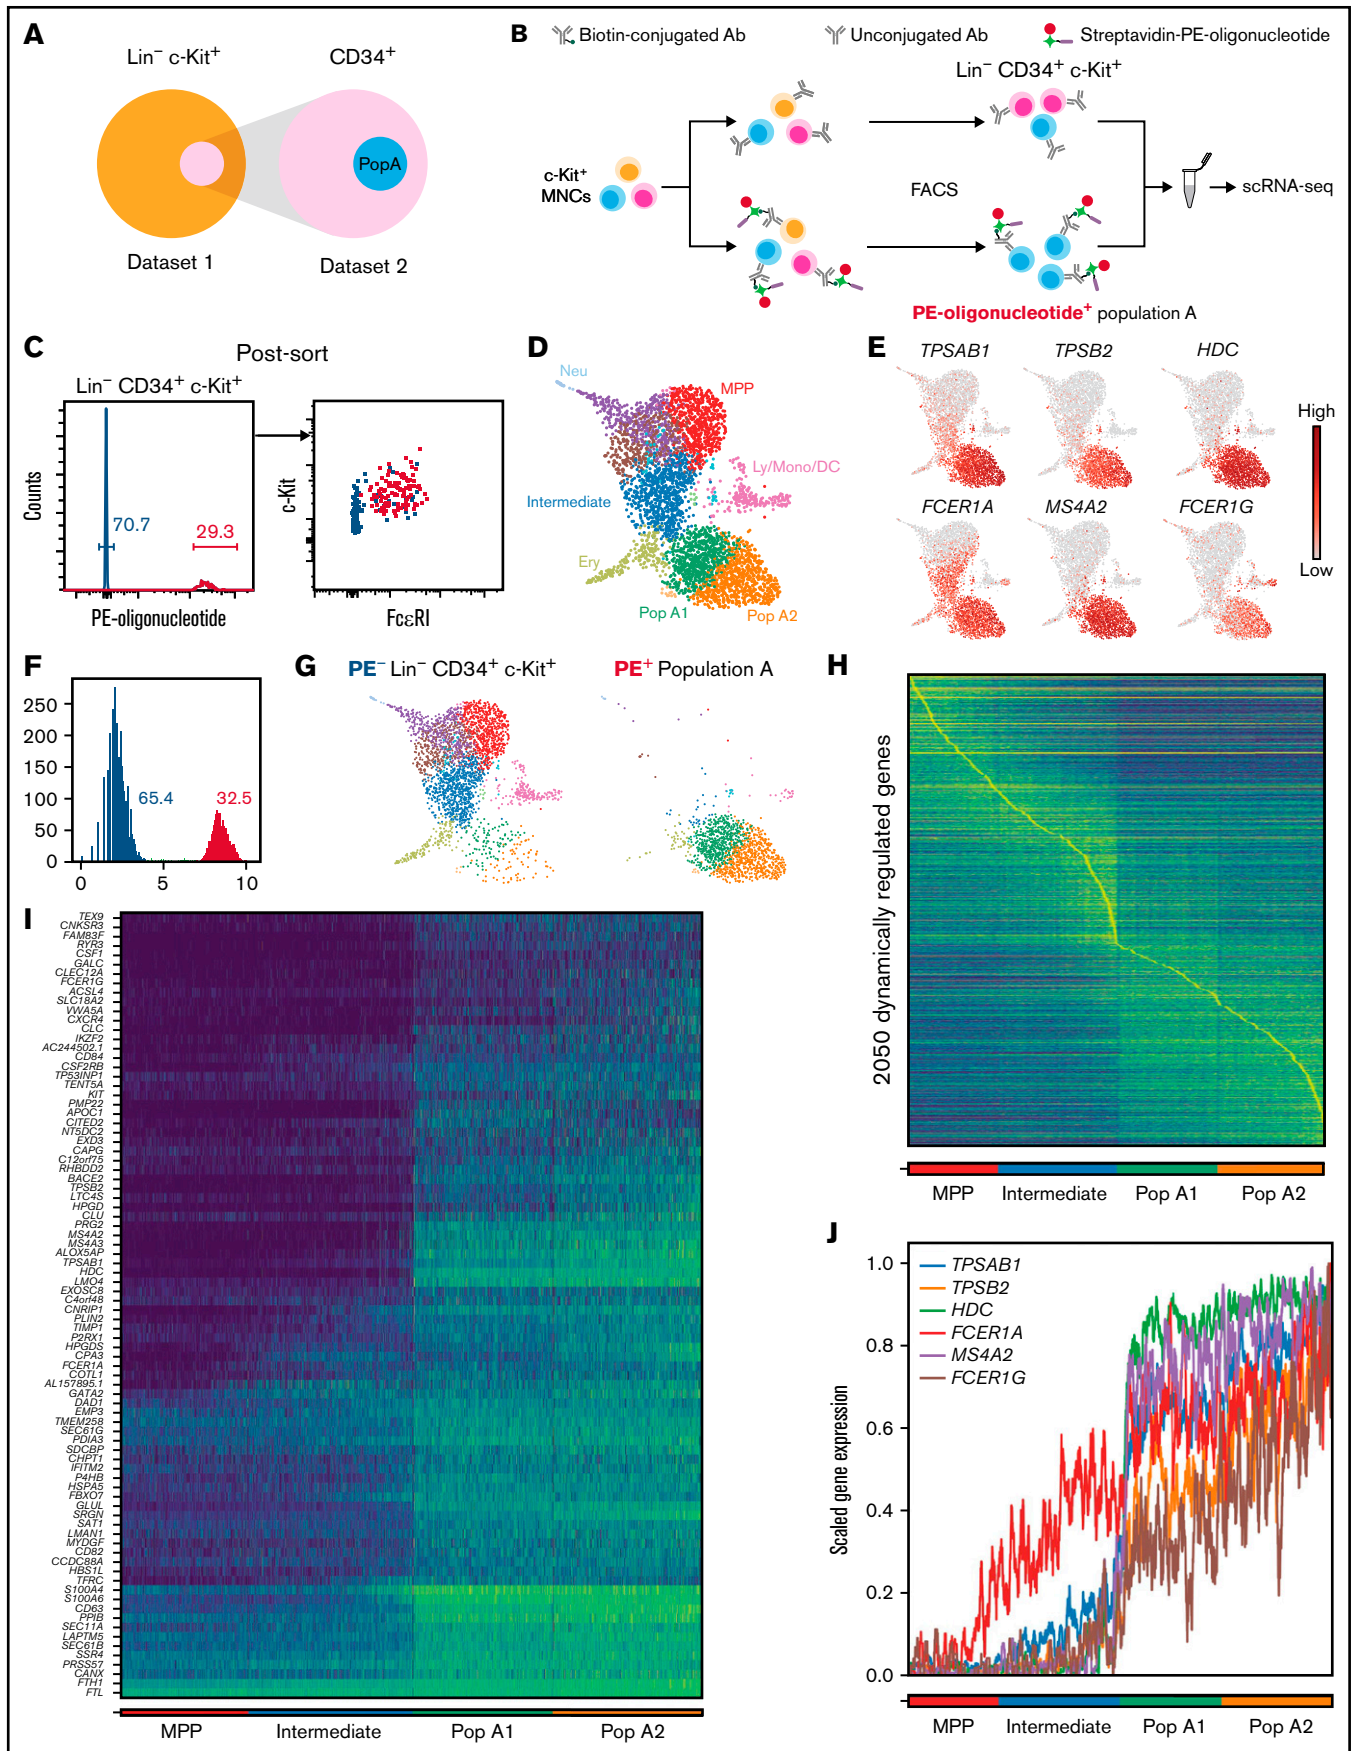 A
Lin− c-Kit+
CD34+
PopA
Dataset 1
Dataset 2
B
Biotin-conjugated Ab
Unconjugated Ab
Streptavidin-PE-oligonucleotide
Lin− CD34+ c-Kit+
c-Kit+
MNCs
FACS
scRNA-seq
PE-oligonucleotide+ population A
C
Post-sort
Lin− CD34+ c-Kit+
Counts
70.7
29.3
PE-oligonucleotide
c-Kit
FcεRI
D
Neu
MPP
Ly/Mono/DC
Intermediate
Ery
Pop A1
Pop A2
E
TPSAB1
TPSB2
HDC
FCER1A
MS4A2
FCER1G
High
Low
F
250
200
150
100
50
0
65.4
32.5
0
5
10
G
PE− Lin− CD34+ c-Kit+
PE+ Population A
H
2050 dynamically regulated genes
MPP
Intermediate
Pop A1
Pop A2
I
TEX9
CNKSR3
FAM83F
RYR3
CSF1
GALC
CLEC12A
FCER1G
ACSL4
SLC18A2
VWA5A
CXCR4
CLC
IKZF2
AC244502.1
CD84
CSF2RB
TP53INP1
TENT5A
KIT
PMP22
APOC1
CITED2
NT5DC2
EXD3
CAPG
C12orf75
RHBDD2
BACE2
TPSB2
LTC4S
HPGD
CLU
PRG2
MS4A2
MS4A3
ALOX5AP
TPSAB1
HDC
LMO4
EXOSC8
C4orf48
CNRIP1
PLIN2
TIMP1
P2RX1
HPGDS
CPA3
FCER1A
COTL1
AL157895.1
GATA2
DAD1
EMP3
TMEM258
SEC61G
PDIA3
SDCBP
CHPT1
IFITM2
P4HB
HSPA5
FBXO7
GLUL
SRGN
SAT1
LMAN1
MYDGF
CD82
CCDC88A
HBS1L
TFRC
S100A4
S100A6
CD63
PPIB
SEC11A
LAPTM5
SEC61B
SSR4
PRSS57
CANX
FTH1
FTL
MPP
Intermediate
Pop A1
Pop A2
J
Scaled gene expression
1.0
0.8
0.6
0.4
0.2
0.0
TPSAB1
TPSB2
HDC
FCER1A
MS4A2
FCER1G
MPP
Intermediate
Pop A1
Pop A2